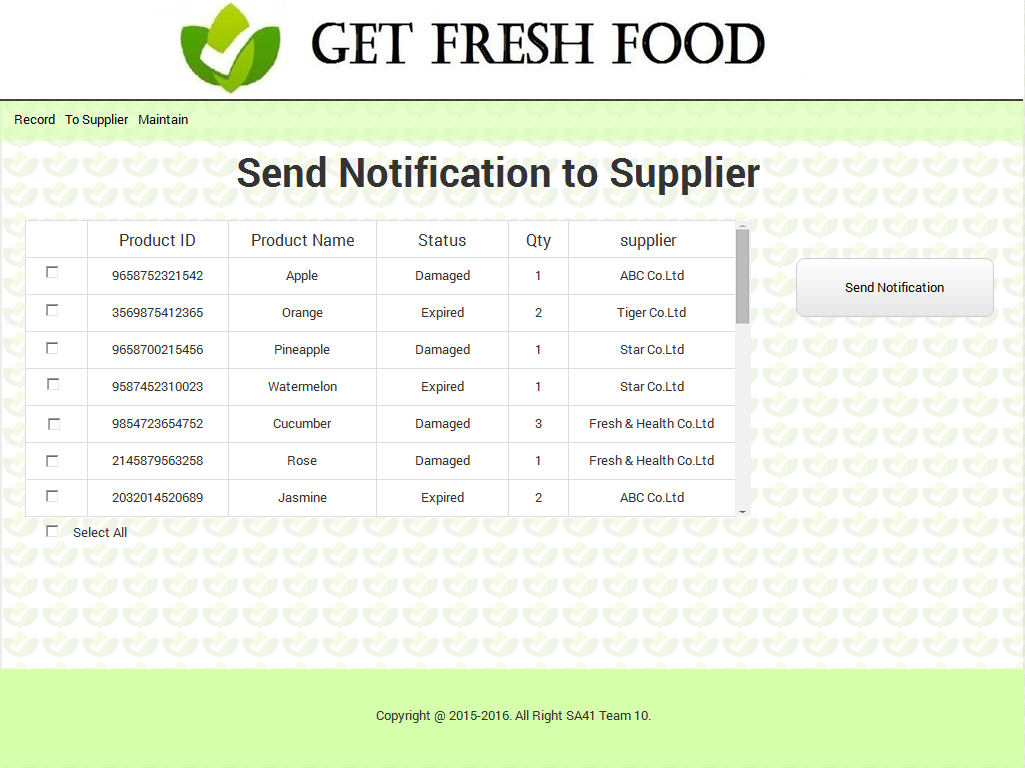 GET FRESH FOOD
Record To Supplier Maintain
Send Notification to Supplier
Product ID Product Name Status Qty supplier
9658752321542 Apple Damaged 1 ABC Co.Ltd
3569875412365 Orange Expired 2 Tiger Co.Ltd
9658700215456 Pineapple Damaged 1 Star Co.Ltd
9587452310023 Watermelon Expired 1 Star Co.Ltd
9854723654752 Cucumber Damaged 3 Fresh & Health Co.Ltd
2145879563258 Rose Damaged 1 Fresh & Health Co.Ltd
2032014520689 Jasmine Expired 2 ABC Co.Ltd
Select All
Send Notification
Copyright @ 2015-2016. All Right SA41 Team 10.